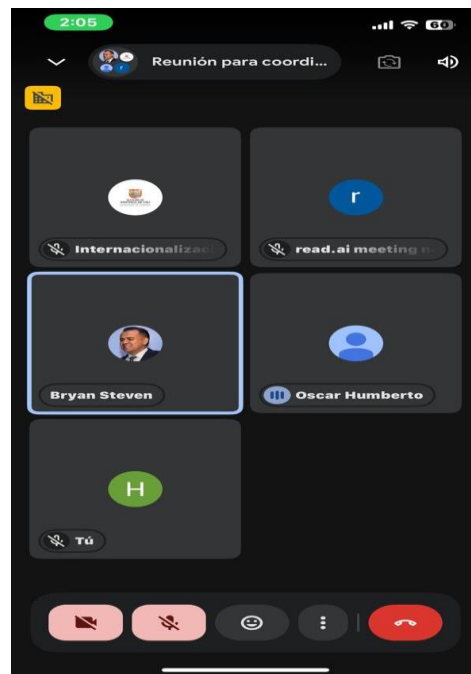 2:05
60
Reunión para coordi...
r
Internacionalizac
read.ai meeting n
Bryan Steven
Oscar Humberto
H
Tú